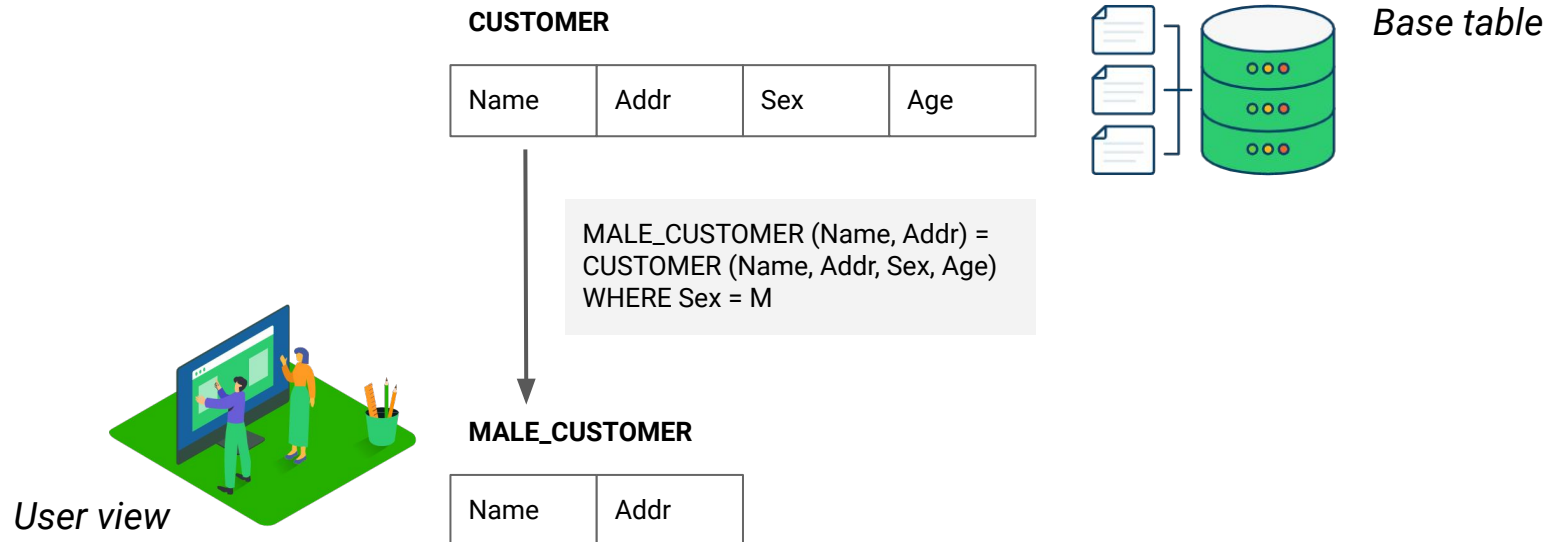 CUSTOMER
Base table
Name Addr Sex Age
MALE_CUSTOMER (Name, Addr) =
CUSTOMER (Name, Addr, Sex, Age)
WHERE Sex = M
MALE_CUSTOMER
User view
Name Addr